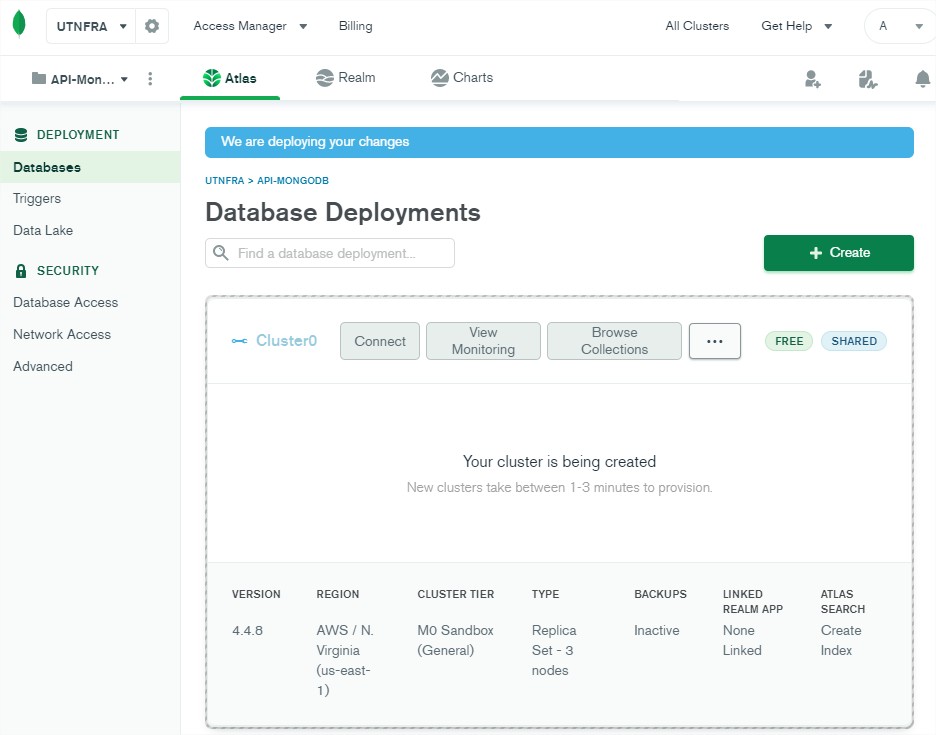 UTNFRA
Access Manager
Billing
All Clusters
Get Help
A
API-Mon...
Atlas
Realm
Charts
DEPLOYMENT
Databases
Triggers
Data Lake
SECURITY
Database Access
Network Access
Advanced
We are deploying your changes
UTNFRA > API-MONGODB
Database Deployments
Find a database deployment...
+ Create
Cluster0
Connect
View
Monitoring
Browse
Collections
...
FREE
SHARED
Your cluster is being created
New clusters take between 1-3 minutes to provision.
VERSION
4.4.8
REGION
AWS / N.
Virginia
(us-east-
1)
CLUSTER TIER
M0 Sandbox
(General)
TYPE
Replica
Set - 3
nodes
BACKUPS
Inactive
LINKED
REALM APP
None
Linked
ATLAS
SEARCH
Create
Index